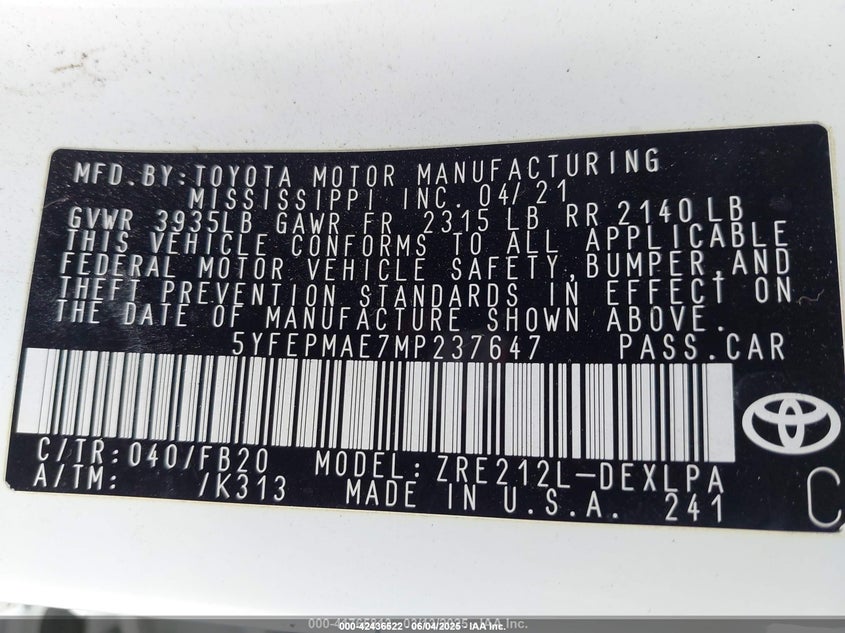 MFD.BY:TOYOTA MOTOR MANUFACTURING
MISSISSIPPI INC. 04/21
GVWR 3935LB GAWR FR 2315 LB RR 2140 LB
THIS VEHICLE CONFORMS TO ALL APPLICABLE
FEDERAL MOTOR VEHICLE SAFETY,BUMPER,AND
THEFT PREVENTION STANDARDS IN EFFECT ON
THE DATE OF MANUFACTURE SHOWN ABOVE.
5YFEPMAE7MP237647 PASS.CAR
C/TR:040/FB20 MODEL:ZRE212L-DEXLPA
A/TM: /K313 MADE IN U.S.A. 241
C
000-42436522 06/04/2025 IAA Inc.